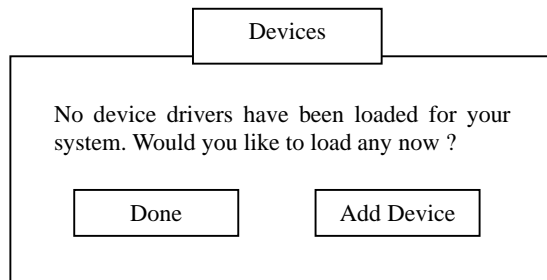 Devices
No device drivers have been loaded for your
system. Would you like to load any now ?
Done
Add Device